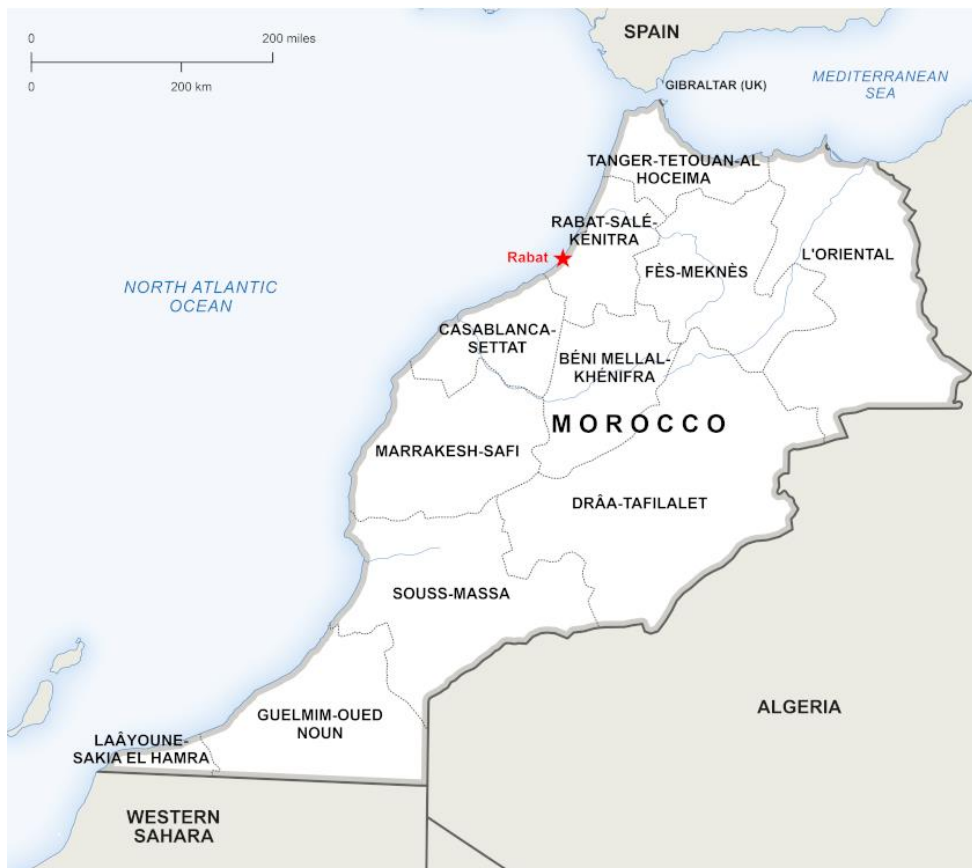 0 200 miles
0 200 km
SPAIN
GIBRALTAR (UK)
MEDITERRANEAN
SEA
TANGER-TETOUAN-AL
HOCEIMA
RABAT-SALÉ-
KÉNITRA
Rabat
FÈS-MEKNÈS
L'ORIENTAL
NORTH ATLANTIC
OCEAN
CASABLANCA-
SETTAT
BÉNI MELLAL-
KHÉNIFRA
MOROCCO
MARRAKESH-SAFI
DRÂA-TAFILALET
SOUSS-MASSA
GUELMIM-OUED
NOUN
ALGERIA
LAÂYOUNE-
SAKIA EL HAMRA
WESTERN
SAHARA